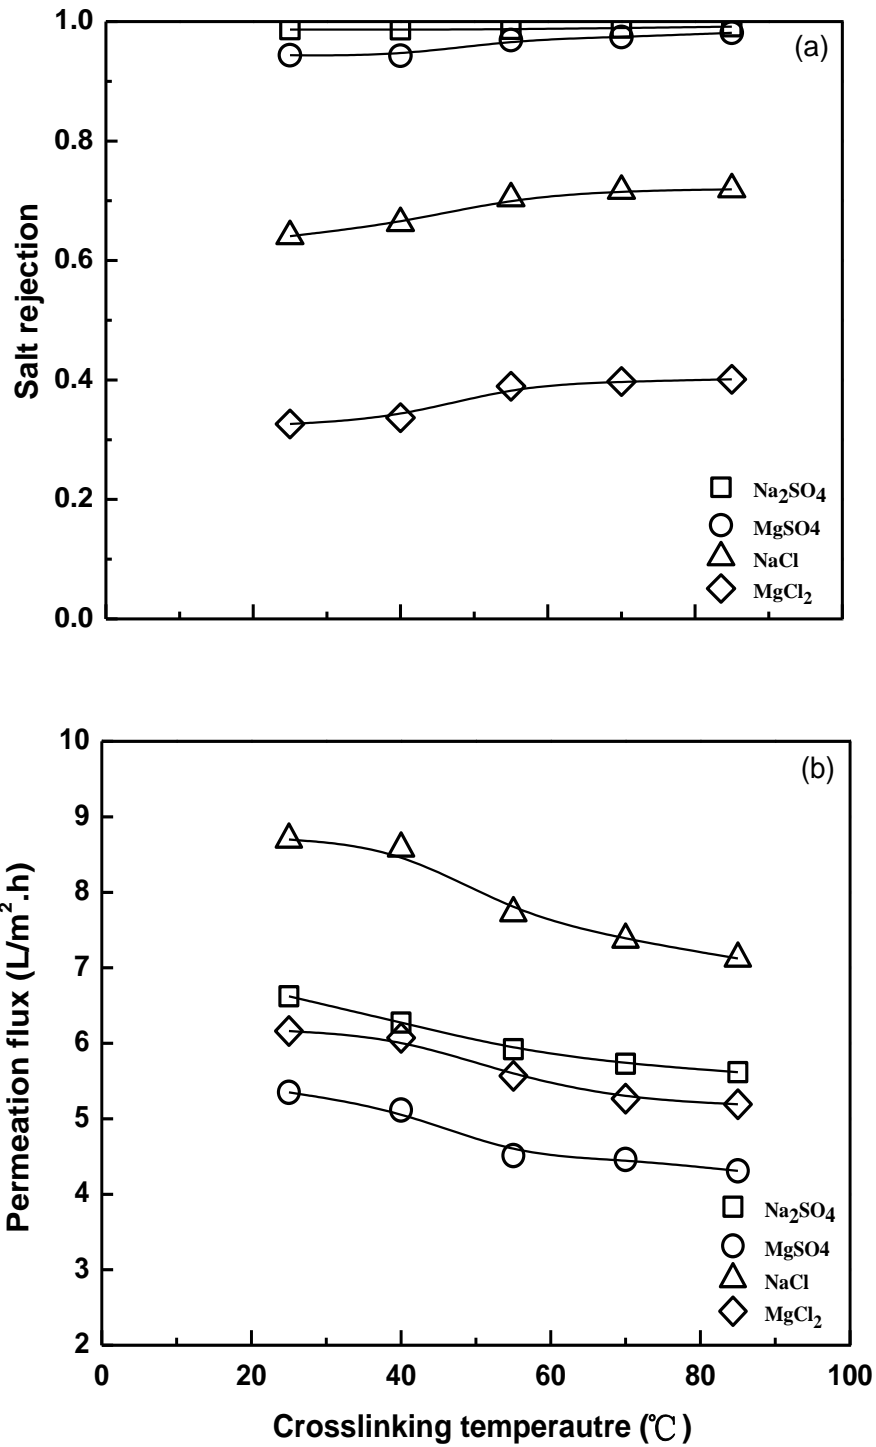 1.0
(a)
0.8
0.6
Salt rejection
0.4
0.2
Na2SO4
MgSO4
NaCl
MgCl2
0.0
10
(b)
9
8
7
6
Permeation flux (L/m².h)
5
4
3
2
Na2SO4
MgSO4
NaCl
MgCl2
0 20 40 60 80 100
Crosslinking temperautre (℃)